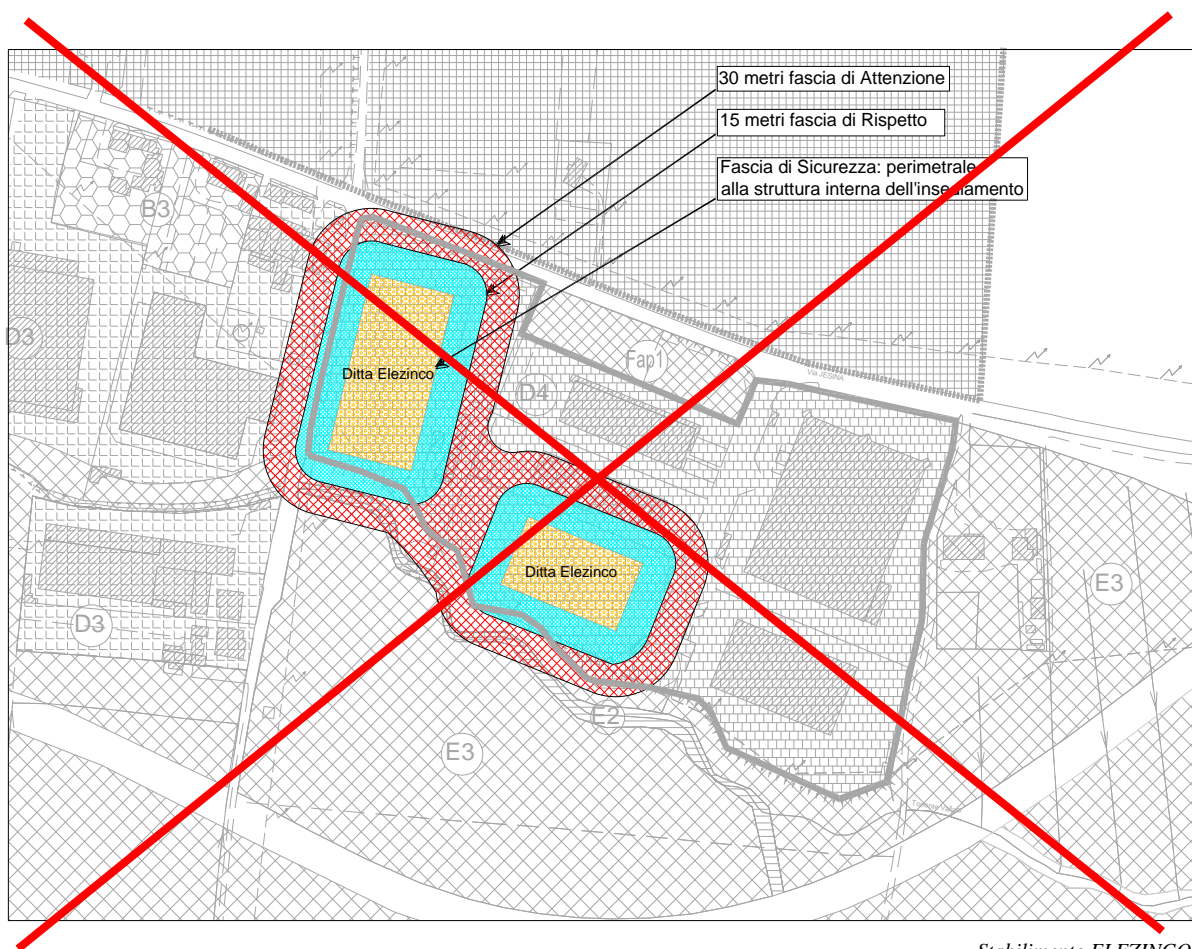 30 metri fascia di Attenzione
15 metri fascia di Rispetto
Fascia di Sicurezza: perimetrale
alla struttura interna dell'insediamento
B3
D3
Ditta Elezinco
Fap1
Via JESINA
D4
Ditta Elezinco
E3
D3
E2
E3
Stabilimento ELEZINCO